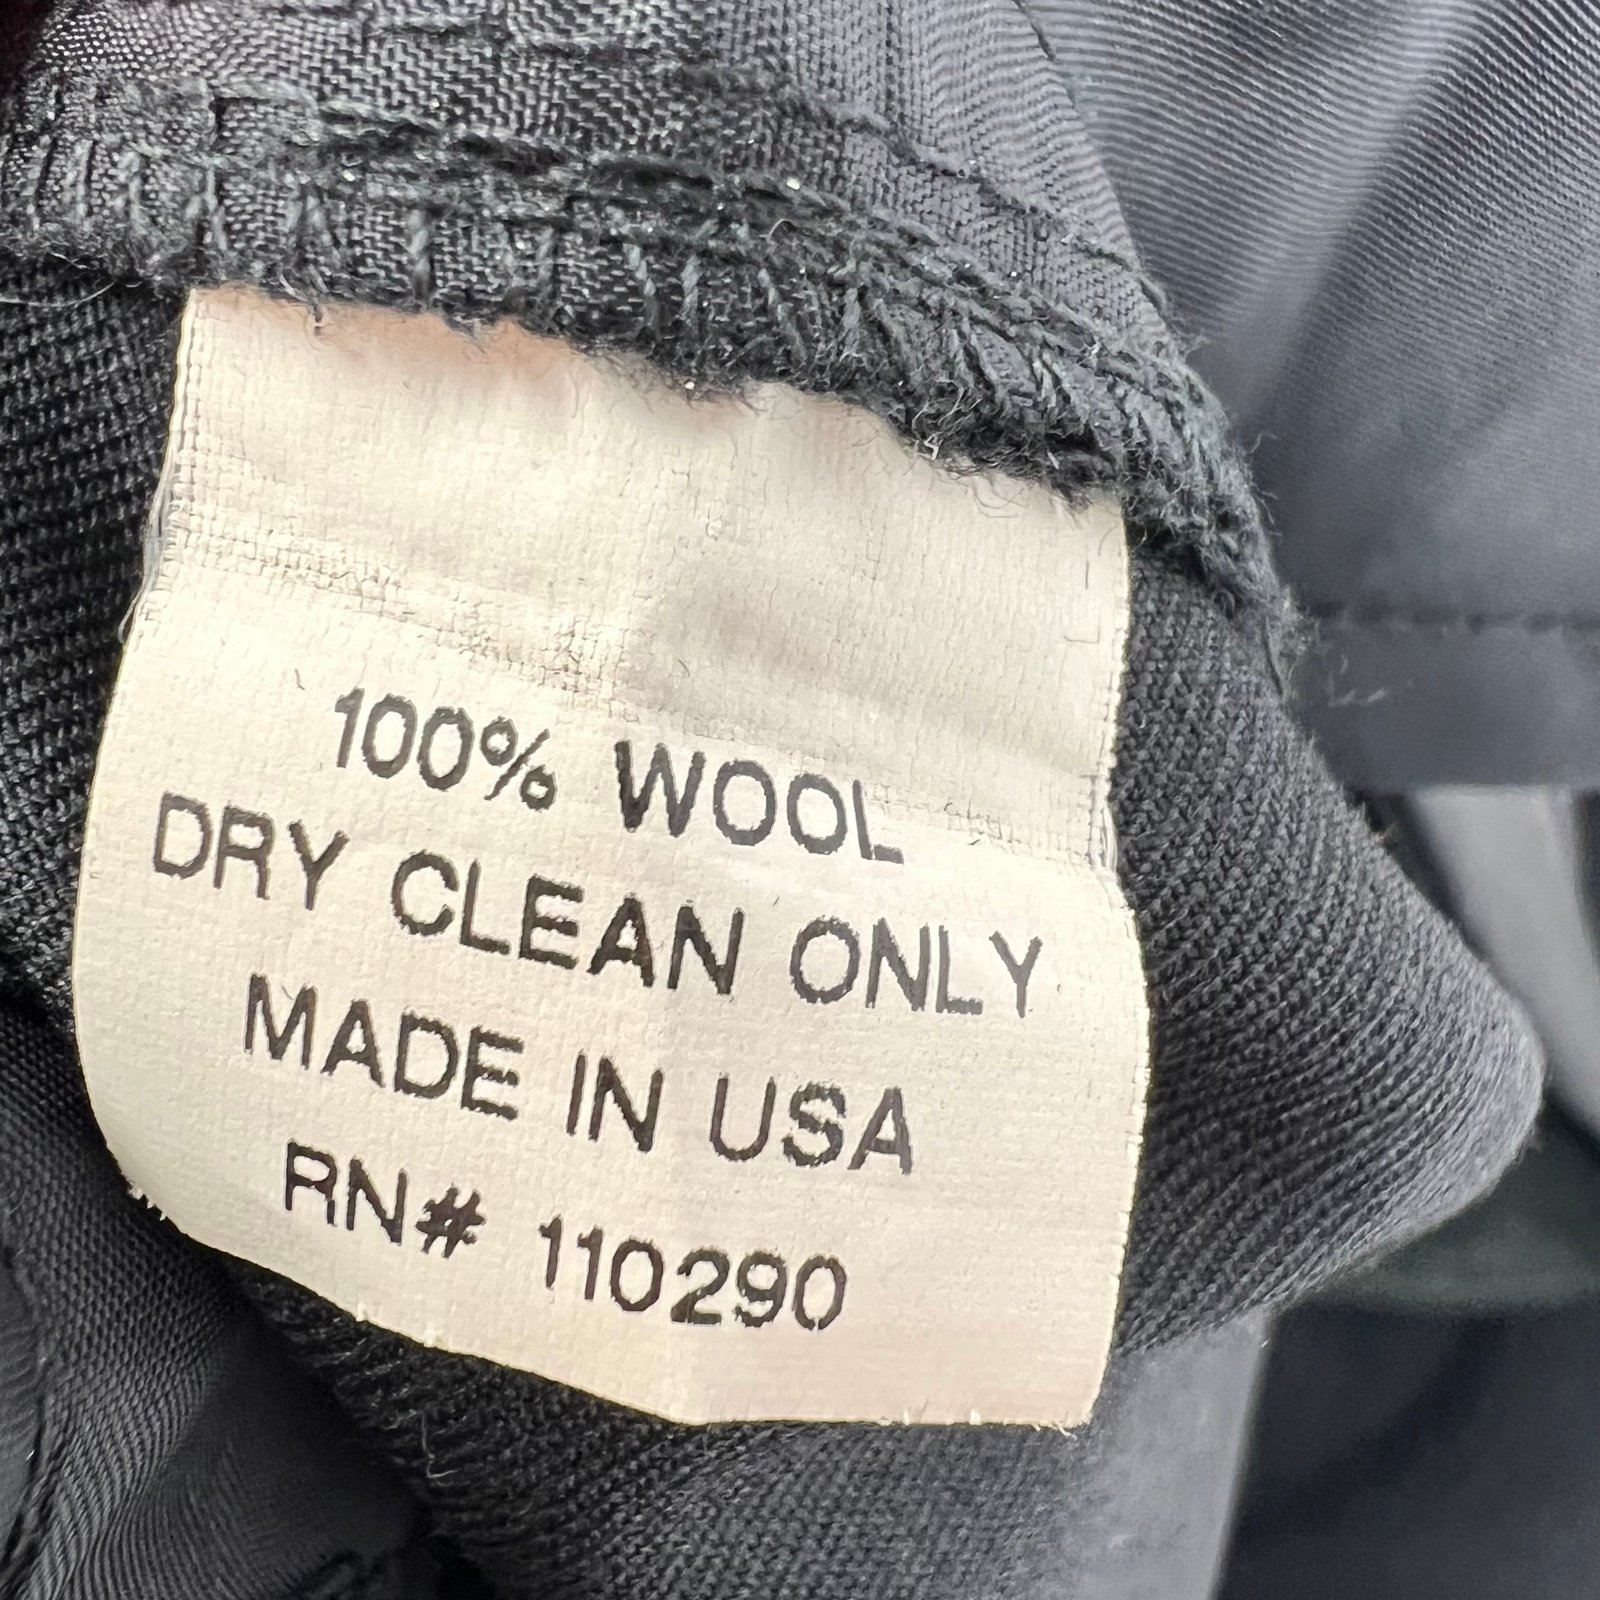 100% WOOL
DRY CLEAN ONLY
MADE IN USA
RN# 110290